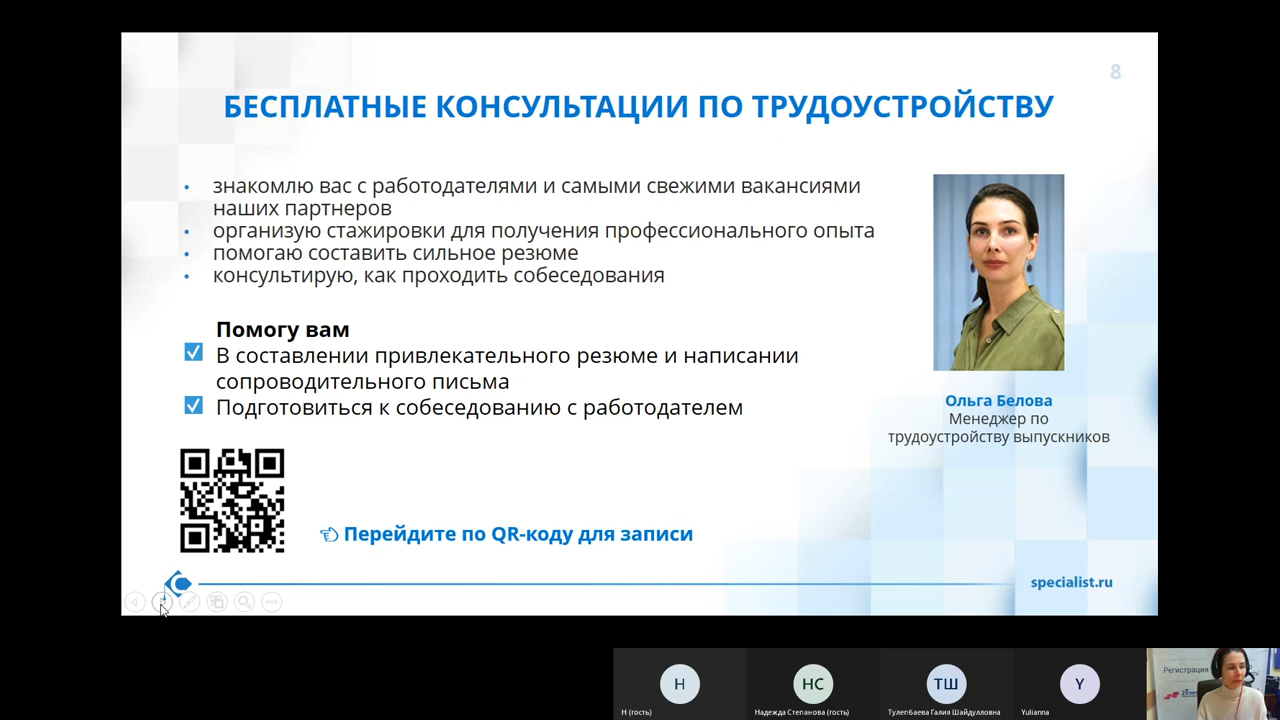 8
БЕСПЛАТНЫЕ КОНСУЛЬТАЦИИ ПО ТРУДОУСТРОЙСТВУ
• знакомлю вас с работодателями и самыми свежими вакансиями
наших партнеров
• организую стажировки для получения профессионального опыта
• помогаю составить сильное резюме
• консультирую, как проходить собеседования
Помогу вам
В составлении привлекательного резюме и написании
сопроводительного письма
Подготовиться к собеседованию с работодателем
Ольга Белова
Менеджер по
трудоустройству выпускников
Перейдите по QR-коду для записи
specialist.ru
Н
НС
ТШ
Y
Н (гость)
Надежда Степанова (гость)
Тулепбаева Галия Шайдулловна
Yulianna
Регистрация